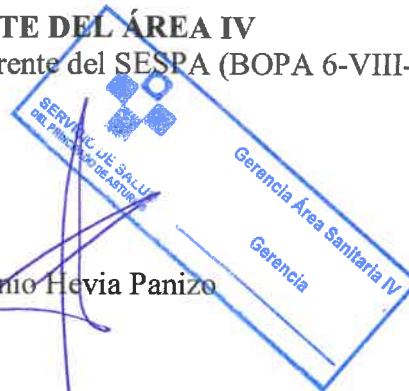 TE DEL ÁREA IV
rente del SESPA (BOPA 6-VIII-
SERVICIO DE SALUD
DEL PRINCIPADO DE ASTURIAS
Gerencia Área Sanitaria IV
Gerencia
nio Hevia Panizo